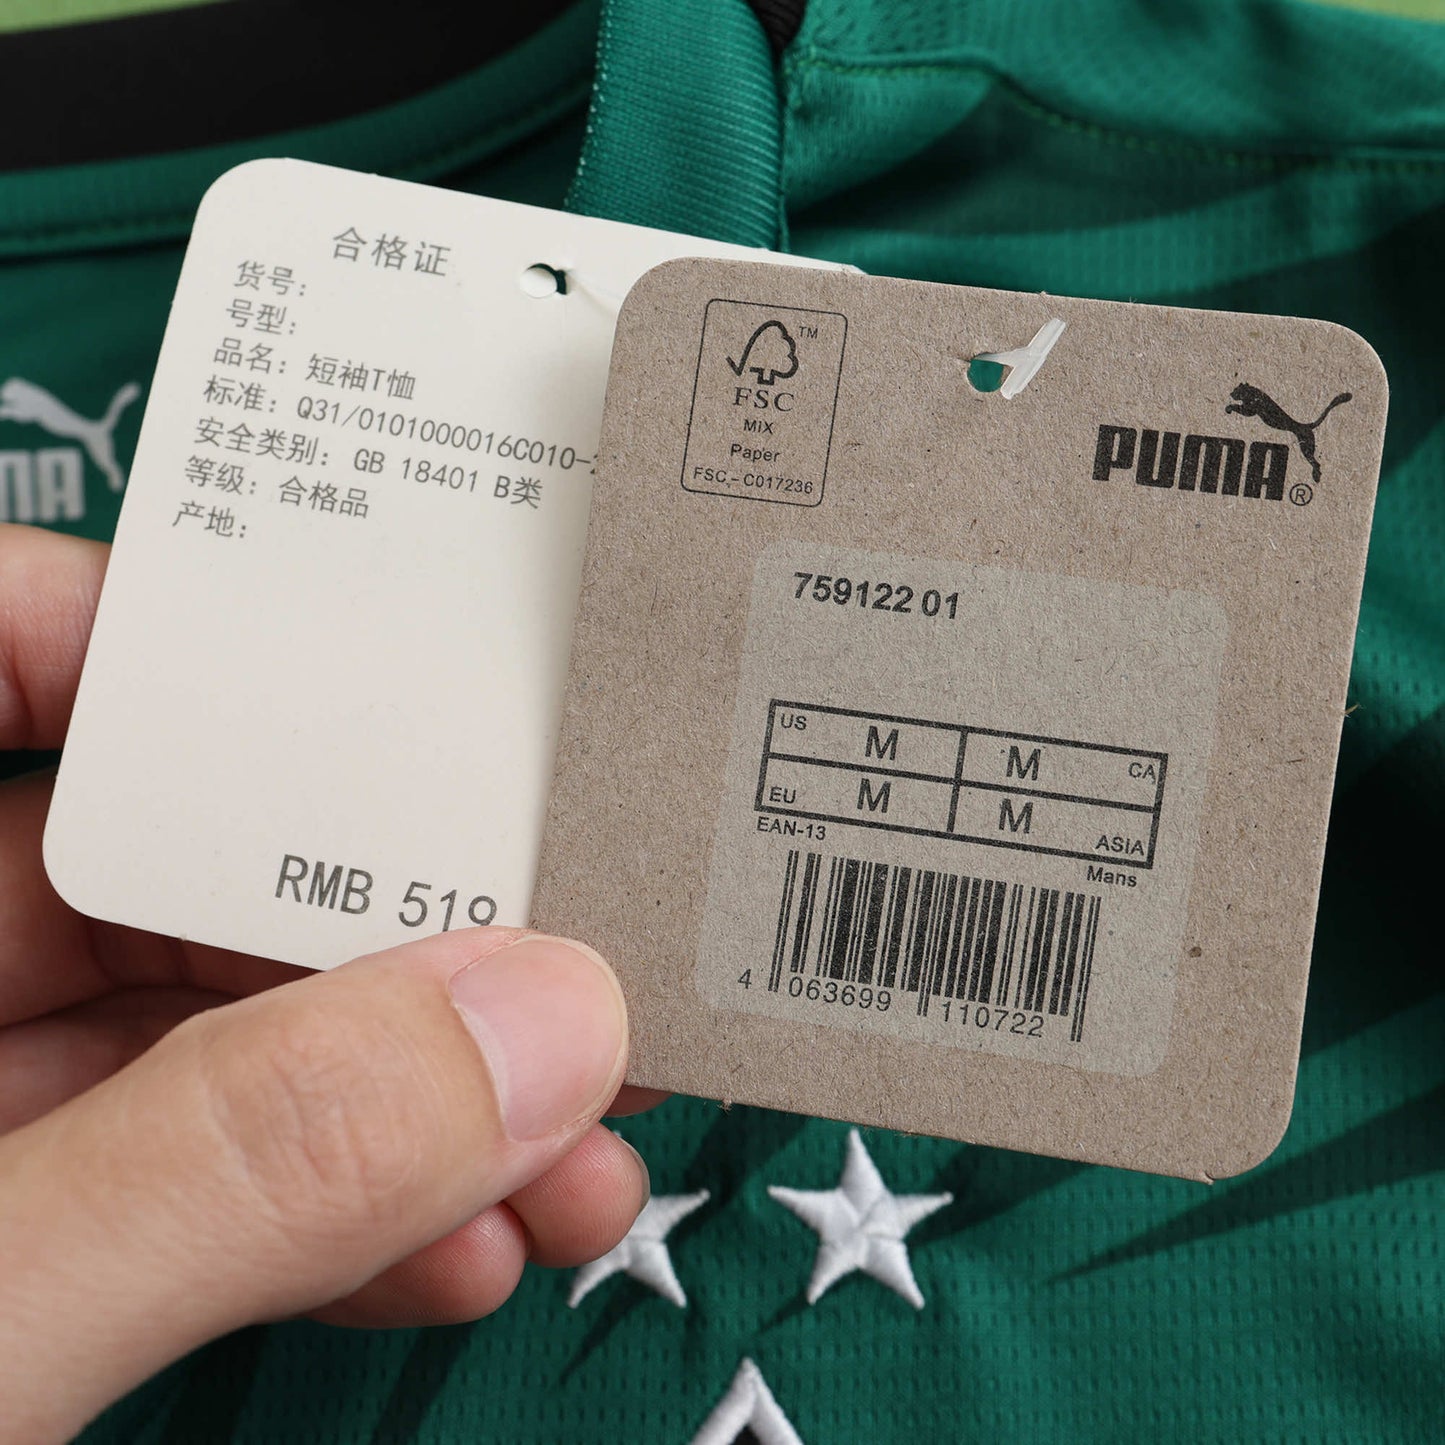 合格证
货号：
号型：
品名：短袖T恤
标准：Q31/0101000016C010-
安全类别：GB 18401 B类
等级：合格品
产地：
RMB 519
FSC™
MIX
Paper
FSC - C017236
PUMA®
759122 01
US M M CA
EU M M ASIA
EAN-13
Mans
4 063699 110722